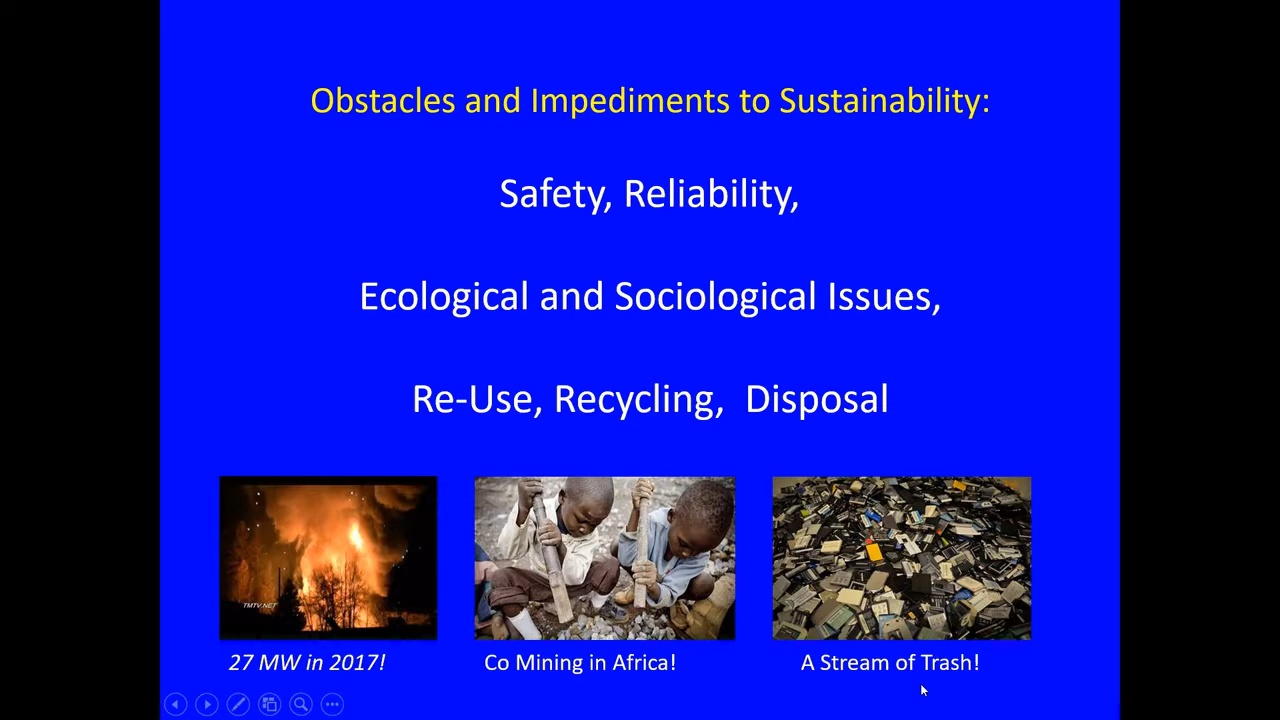 Obstacles and Impediments to Sustainability:
Safety, Reliability,
Ecological and Sociological Issues,
Re-Use, Recycling,  Disposal
TMTV.NET
27 MW in 2017!
Co Mining in Africa!
A Stream of Trash!